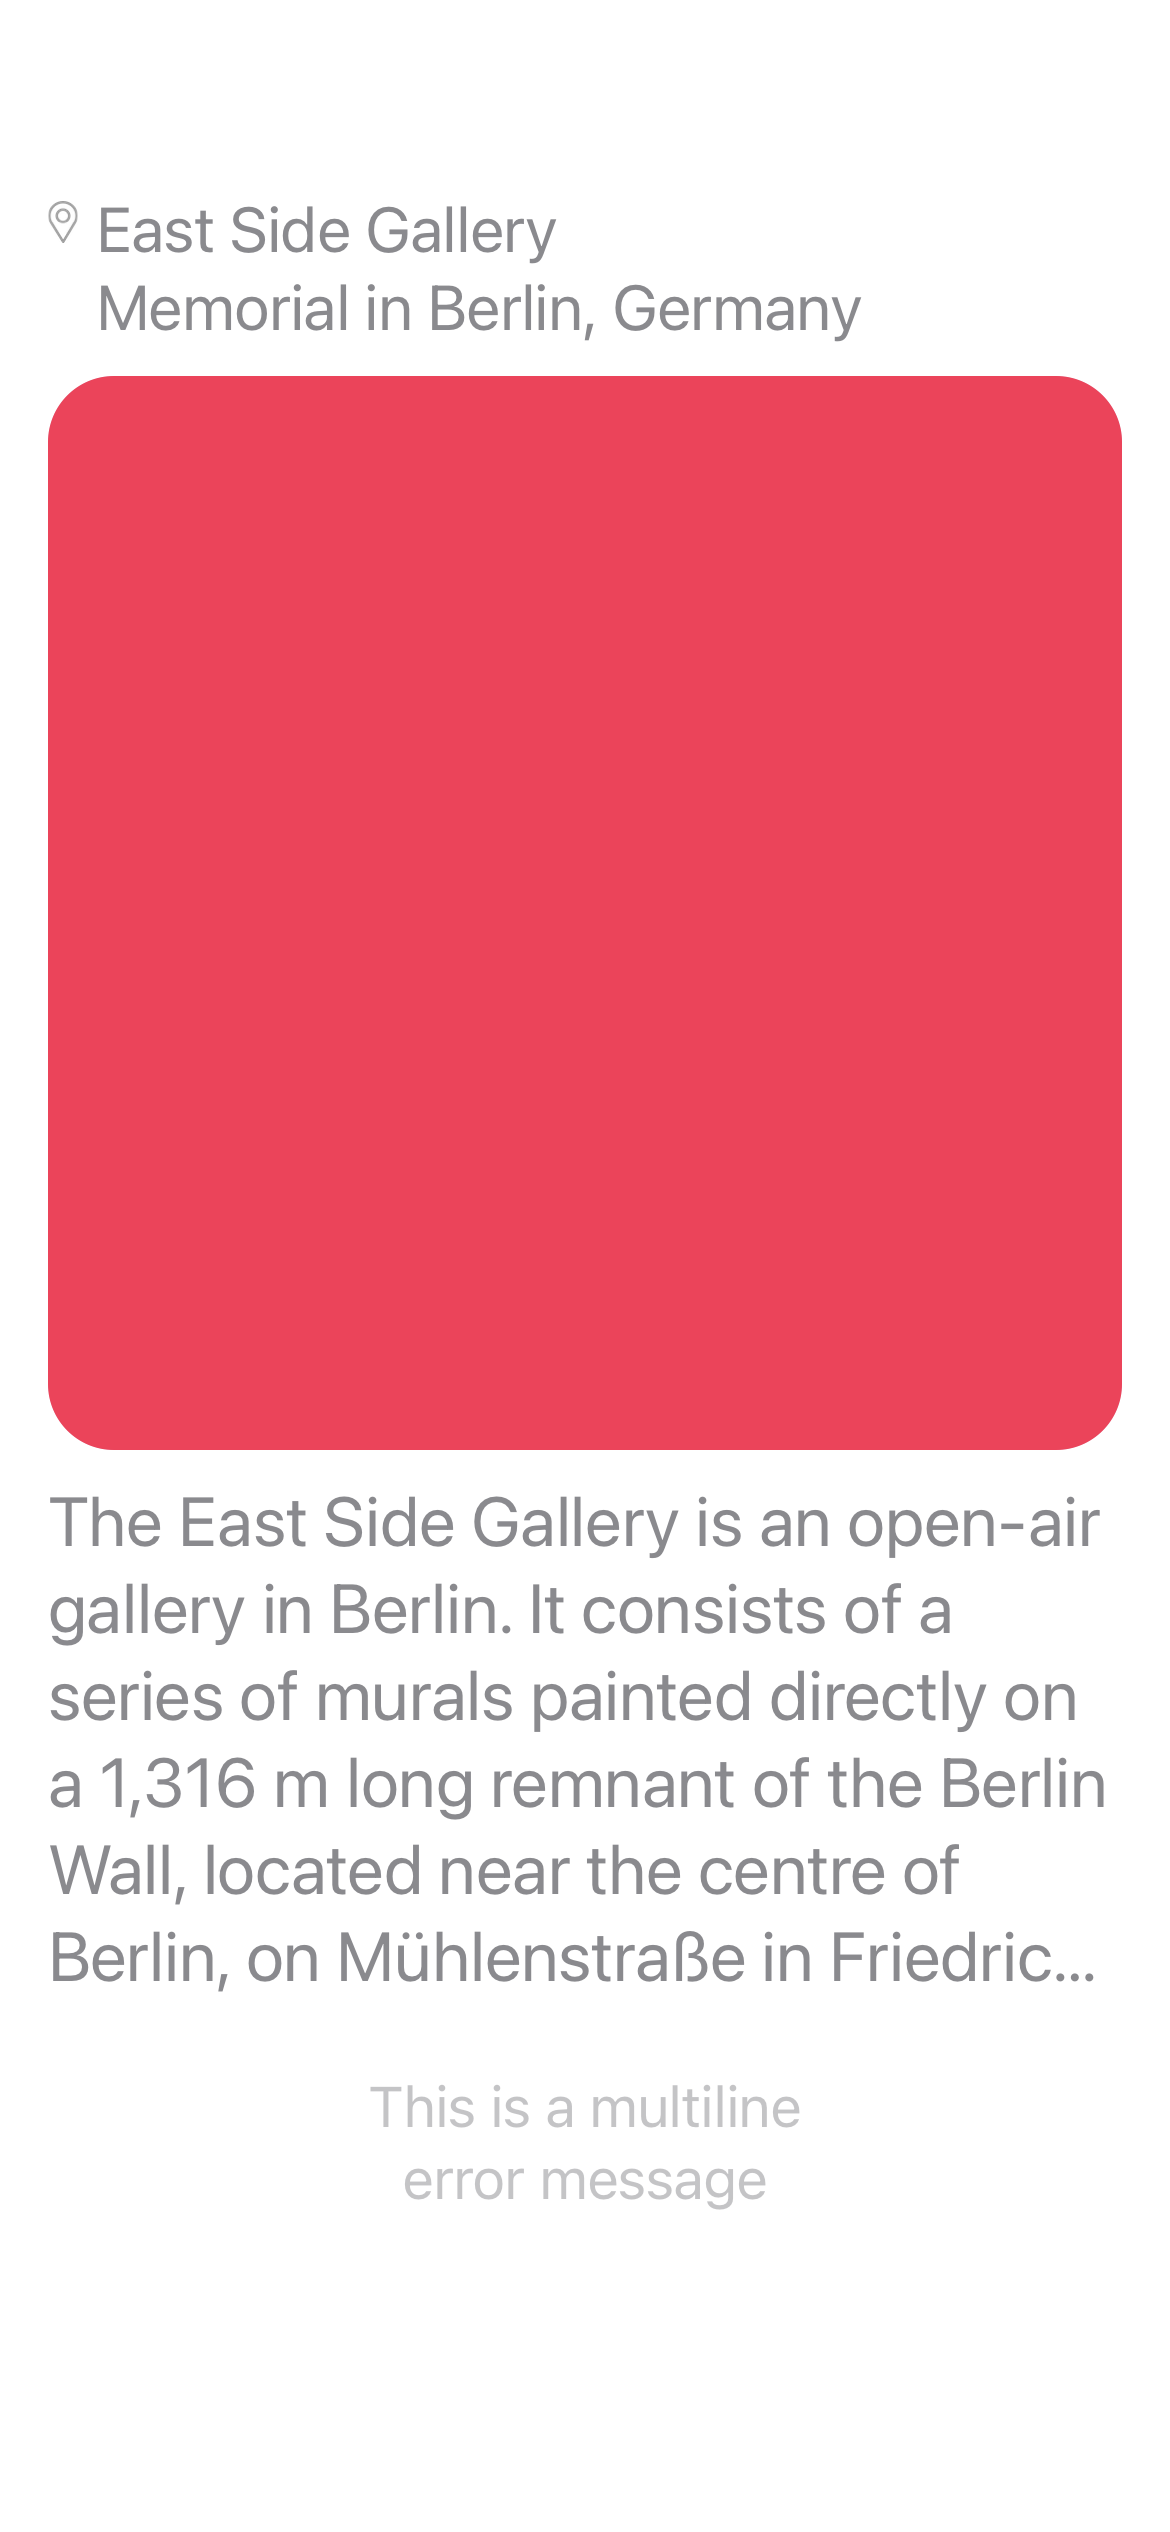 East Side Gallery
Memorial in Berlin, Germany
The East Side Gallery is an open-air
gallery in Berlin. It consists of a
series of murals painted directly on
a 1,316 m long remnant of the Berlin
Wall, located near the centre of
Berlin, on Mühlenstraße in Friedric...
This is a multiline
error message